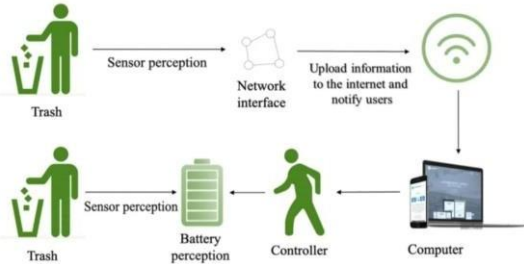 Sensor perception
Network
interface
Upload information
to the internet and
notify users
Trash
Sensor perception
Battery
perception
Controller
Computer
Trash